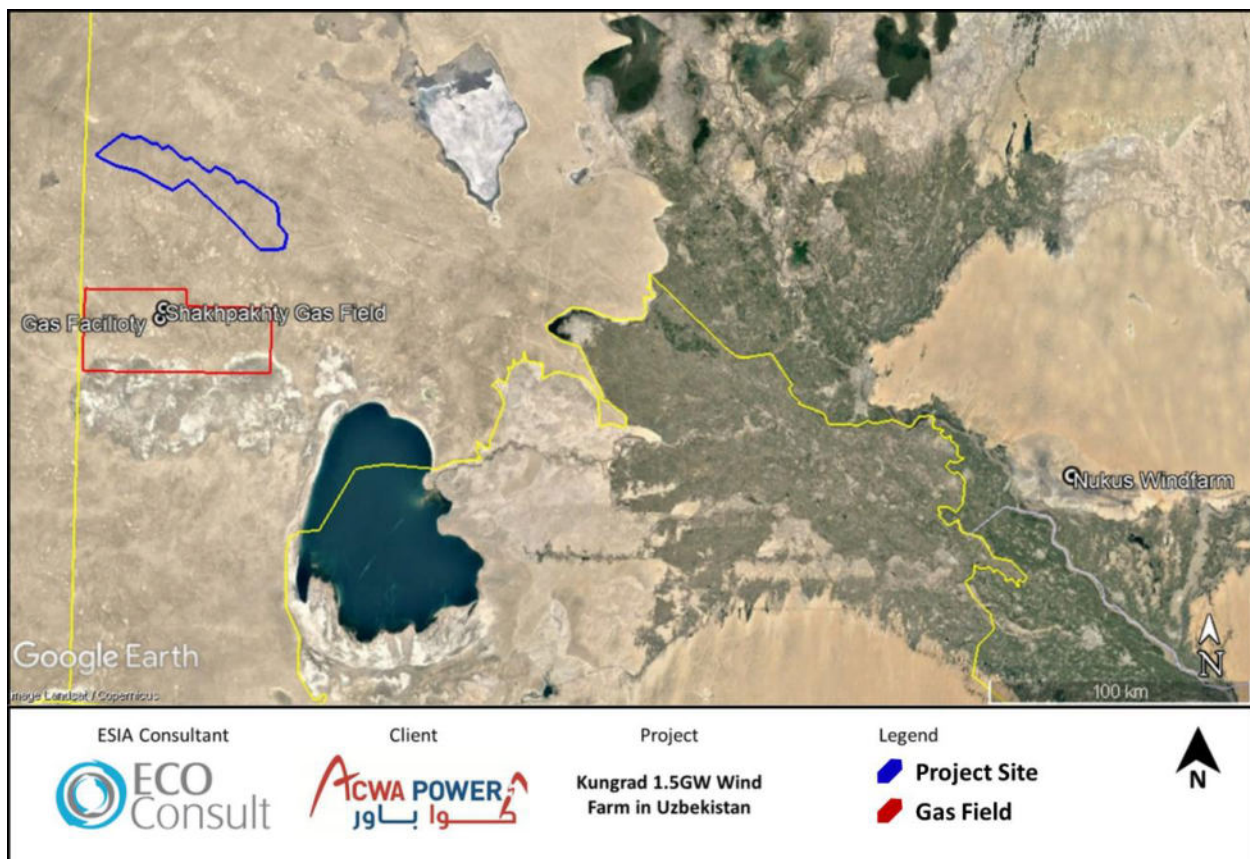 Gas Facilioty
Shakhpakhty Gas Field
Nukus Windfarm
Google Earth
Image Landsat / Copernicus
N
100 km
ESIA Consultant
Client
Project
Legend
ECO
Consult
ACWA POWER
أكوا باور
Kungrad 1.5GW Wind
Farm in Uzbekistan
Project Site
Gas Field
N